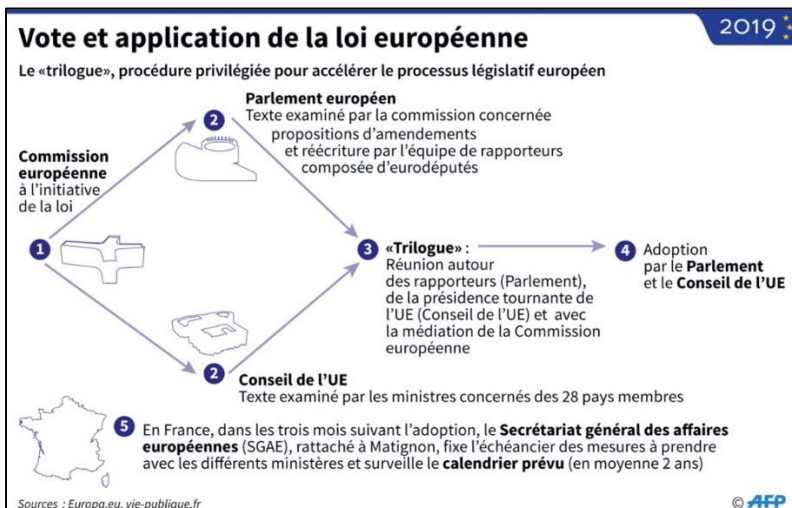 2019
Vote et application de la loi européenne
Le «trilogue», procédure privilégiée pour accélérer le processus législatif européen
1
Commission
européenne
à l’initiative
de la loi
2
Parlement européen
Texte examiné par la commission concernée
propositions d’amendements
et réécriture par l’équipe de rapporteurs
composée d’eurodéputés
2
Conseil de l’UE
Texte examiné par les ministres concernés des 28 pays membres
3
«Trilogue» :
Réunion autour
des rapporteurs (Parlement),
de la présidence tournante de
l’UE (Conseil de l’UE) et avec
la médiation de la Commission
européenne
4
Adoption
par le Parlement
et le Conseil de l’UE
5
En France, dans les trois mois suivant l’adoption, le Secrétariat général des affaires
européennes (SGAE), rattaché à Matignon, fixe l’échéancier des mesures à prendre
avec les différents ministères et surveille le calendrier prévu (en moyenne 2 ans)
Sources : Europa.eu, vie-publique.fr
© AFP